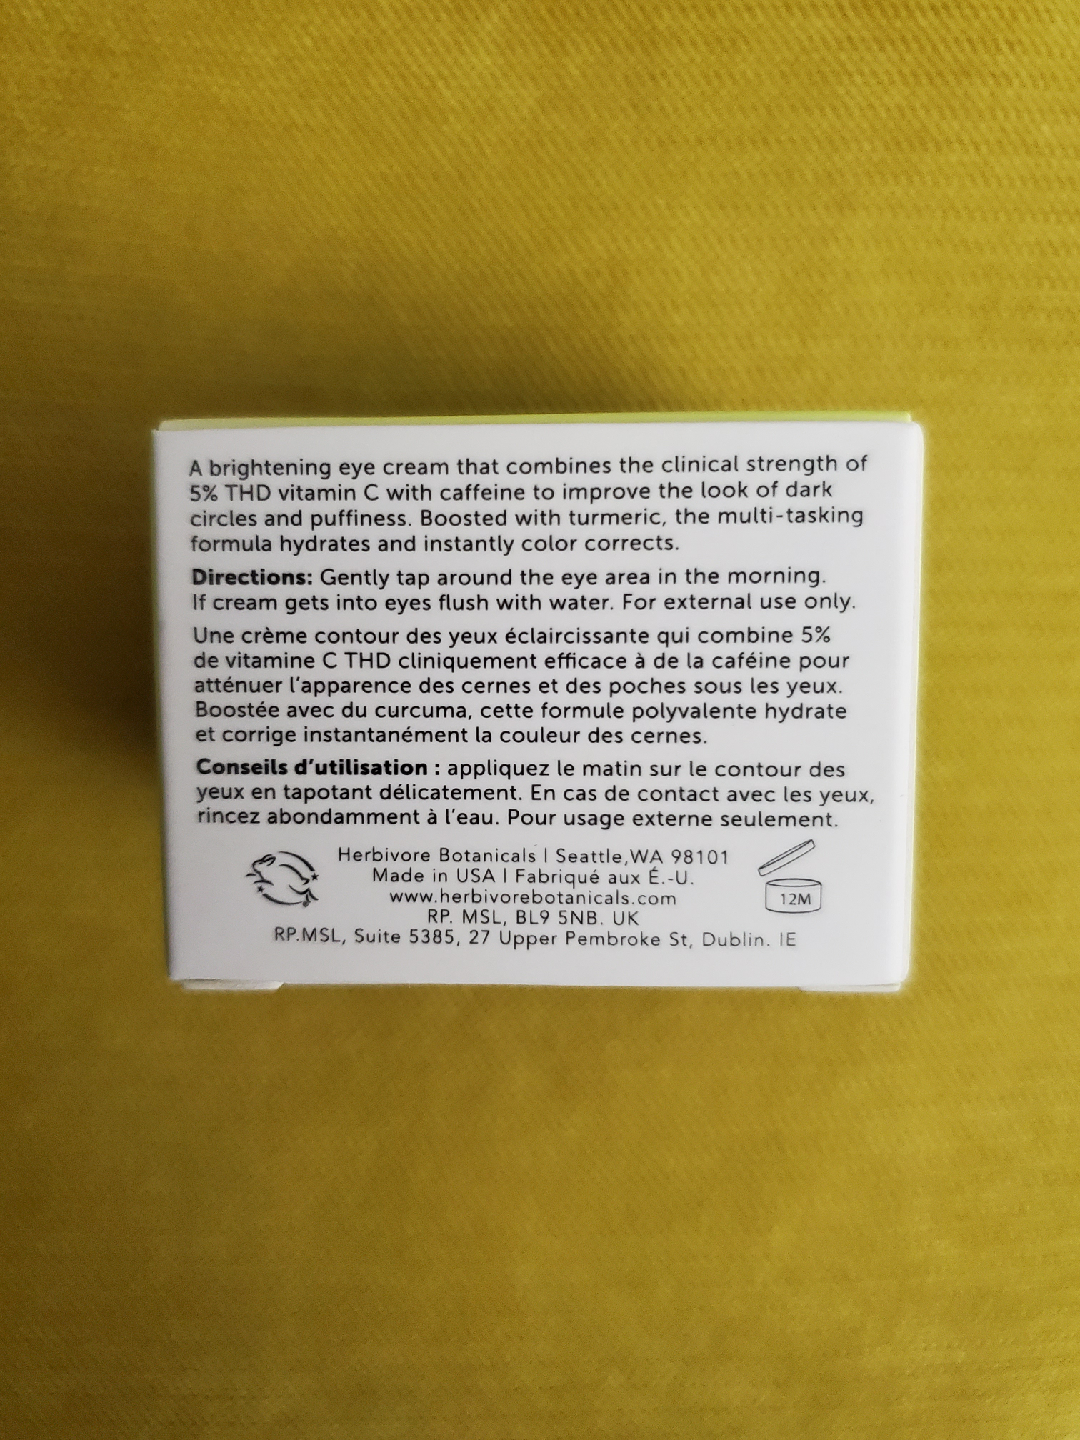 A brightening eye cream that combines the clinical strength of
5% THD vitamin C with caffeine to improve the look of dark
circles and puffiness. Boosted with turmeric, the multi-tasking
formula hydrates and instantly color corrects.
Directions: Gently tap around the eye area in the morning.
If cream gets into eyes flush with water. For external use only.
Une crème contour des yeux éclaircissante qui combine 5%
de vitamine C THD cliniquement efficace à de la caféine pour
atténuer l'apparence des cernes et des poches sous les yeux.
Boostée avec du curcuma, cette formule polyvalente hydrate
et corrige instantanément la couleur des cernes.
Conseils d'utilisation : appliquez le matin sur le contour des
yeux en tapotant délicatement. En cas de contact avec les yeux,
rincez abondamment à l'eau. Pour usage externe seulement.
Herbivore Botanicals | Seattle,WA 98101
Made in USA | Fabriqué aux É.-U.
www.herbivorebotanicals.com
RP. MSL, BL9 5NB. UK
RP.MSL, Suite 5385, 27 Upper Pembroke St, Dublin. IE
12M